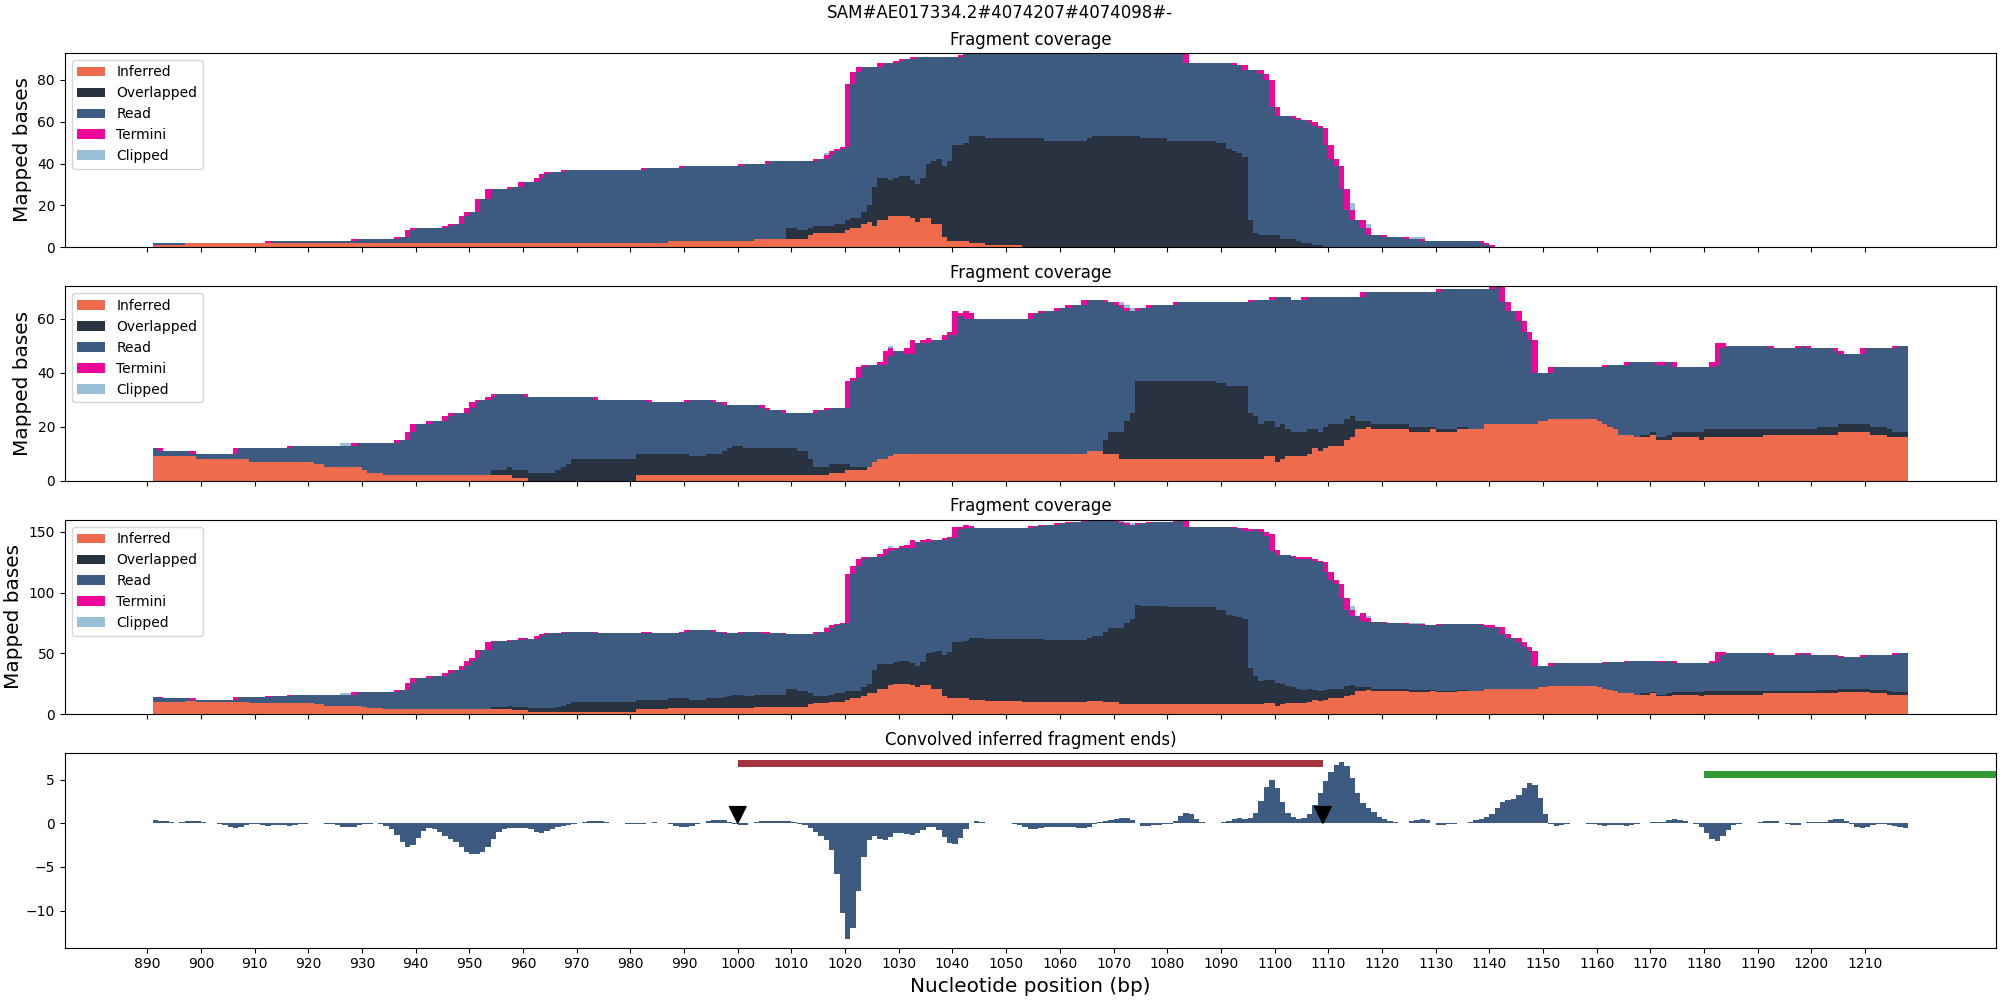 SAM#AE017334.2#4074207#4074098#-
Fragment coverage
Mapped bases
80
60
40
20
0
Inferred
Overlapped
Read
Termini
Clipped
Fragment coverage
Mapped bases
60
40
20
0
Inferred
Overlapped
Read
Termini
Clipped
Fragment coverage
Mapped bases
150
100
50
0
Inferred
Overlapped
Read
Termini
Clipped
Convolved inferred fragment ends)
5
0
−5
−10
890 900 910 920 930 940 950 960 970 980 990 1000 1010 1020 1030 1040 1050 1060 1070 1080 1090 1100 1110 1120 1130 1140 1150 1160 1170 1180 1190 1200 1210
Nucleotide position (bp)